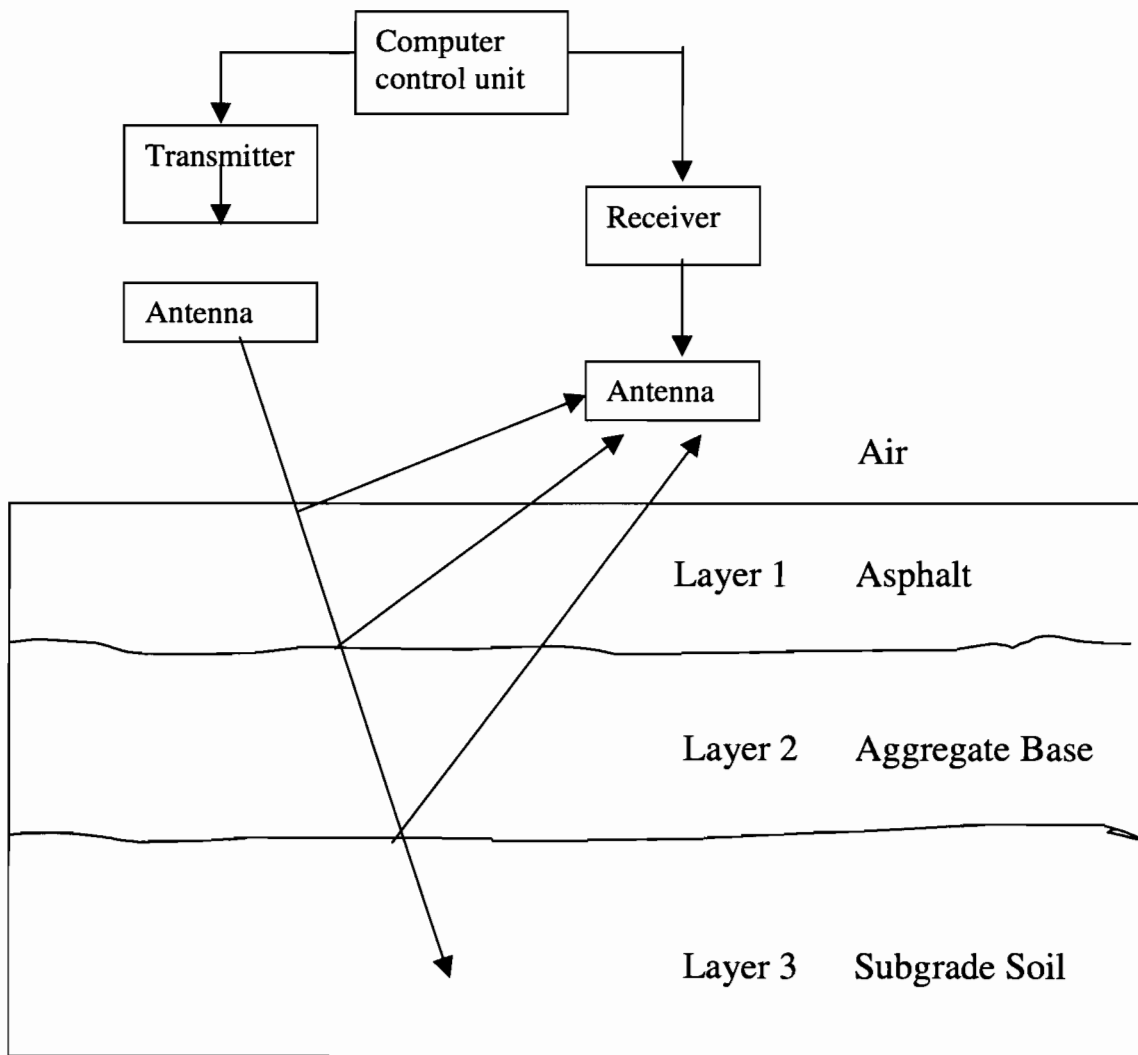 Computer
control unit
Transmitter
Receiver
Antenna
Antenna
Air
Layer 1 Asphalt
Layer 2 Aggregate Base
Layer 3 Subgrade Soil